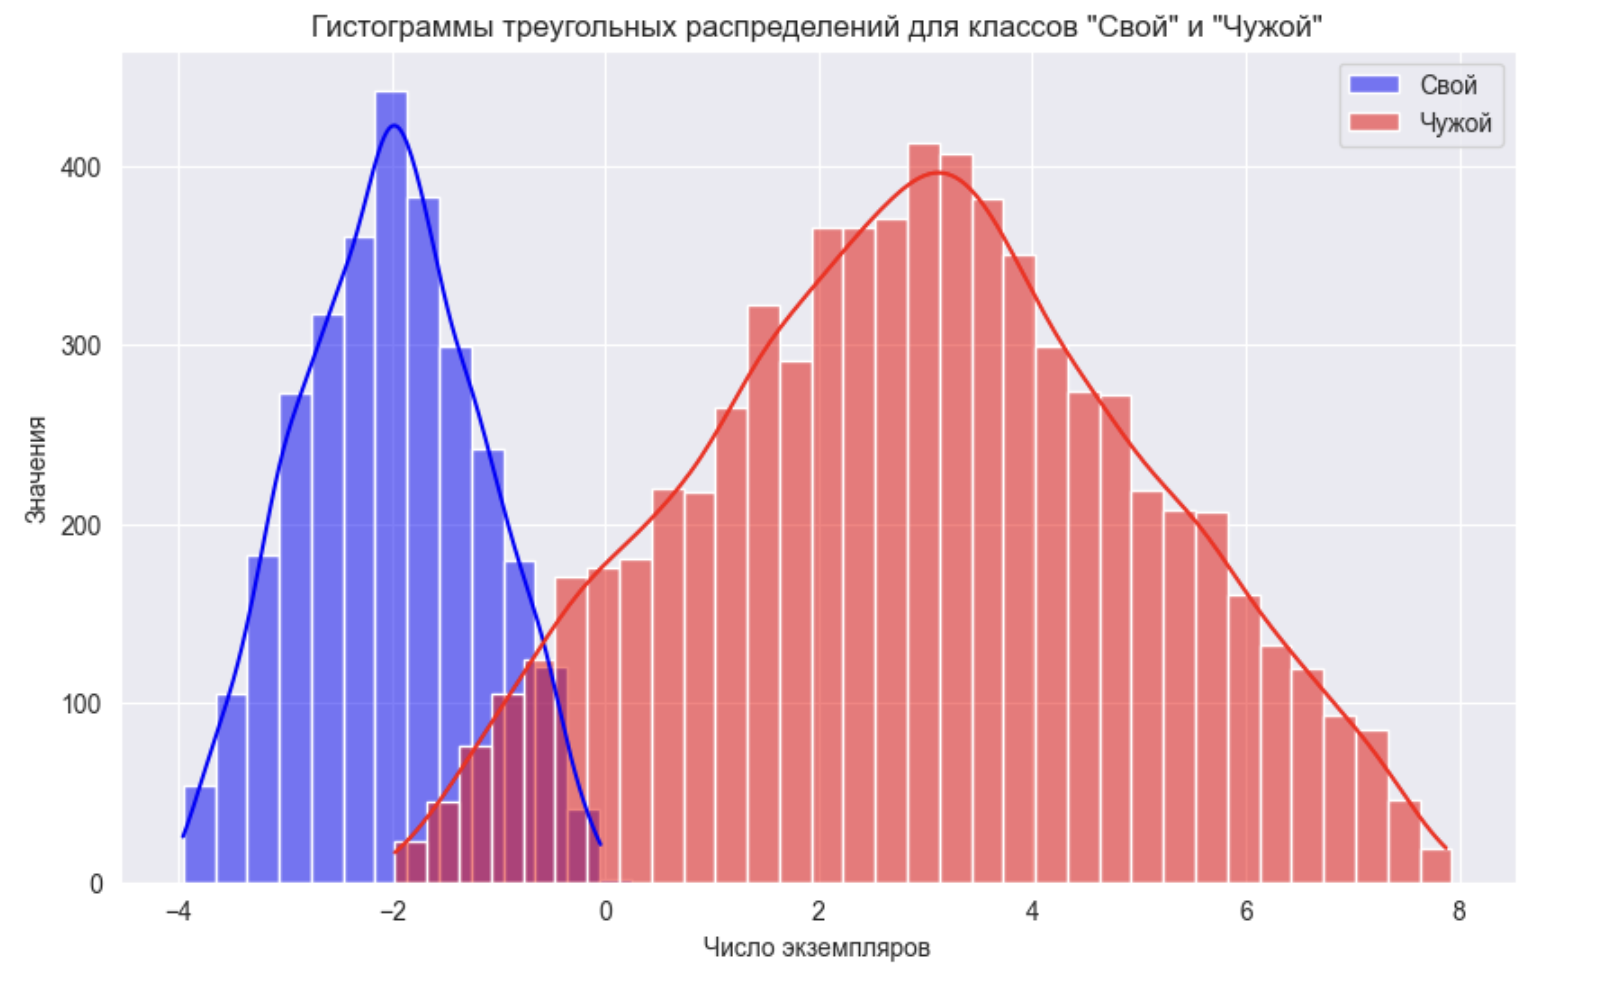 Гистограммы треугольных распределений для классов "Свой" и "Чужой"
Свой
Чужой
Значения
400
300
200
100
0
−4
−2
0
2
4
6
8
Число экземпляров